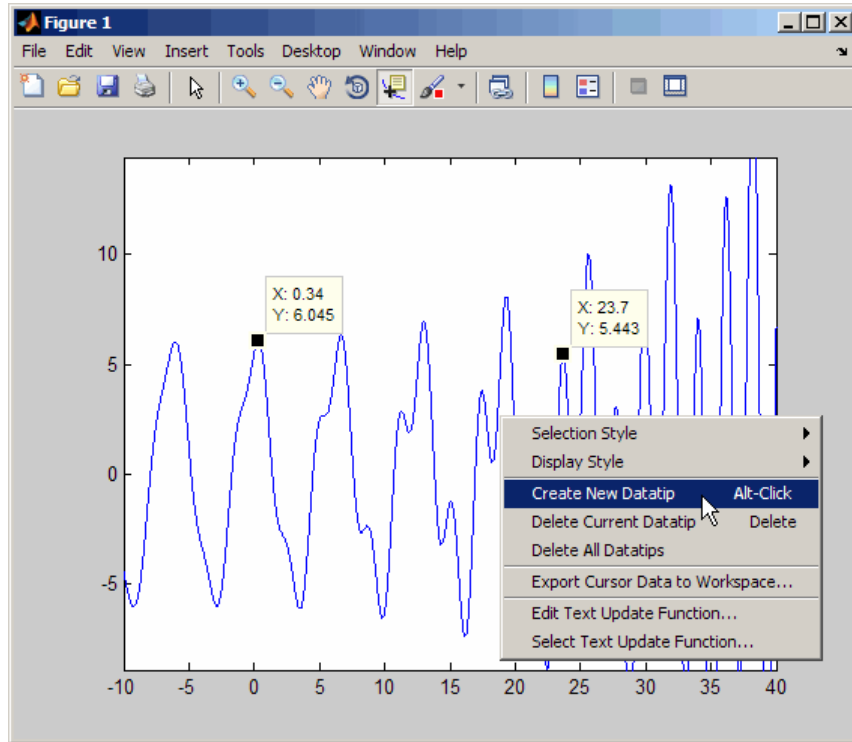 Figure 1
File Edit View Insert Tools Desktop Window Help
10
5
0
-5
X: 0.34
Y: 6.045
X: 23.7
Y: 5.443
Selection Style
Display Style
Create New Datatip Alt-Click
Delete Current Datatip Delete
Delete All Datatips
Export Cursor Data to Workspace...
Edit Text Update Function...
Select Text Update Function...
-10 -5 0 5 10 15 20 25 30 35 40